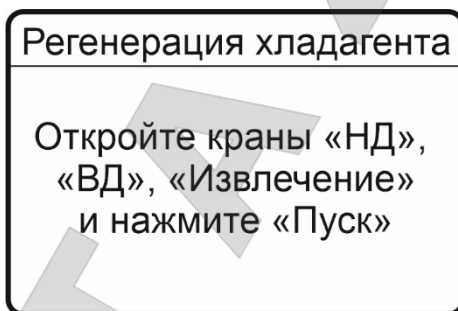 Регенерация хладагента
Откройте краны «НД»,
«ВД», «Извлечение»
и нажмите «Пуск»